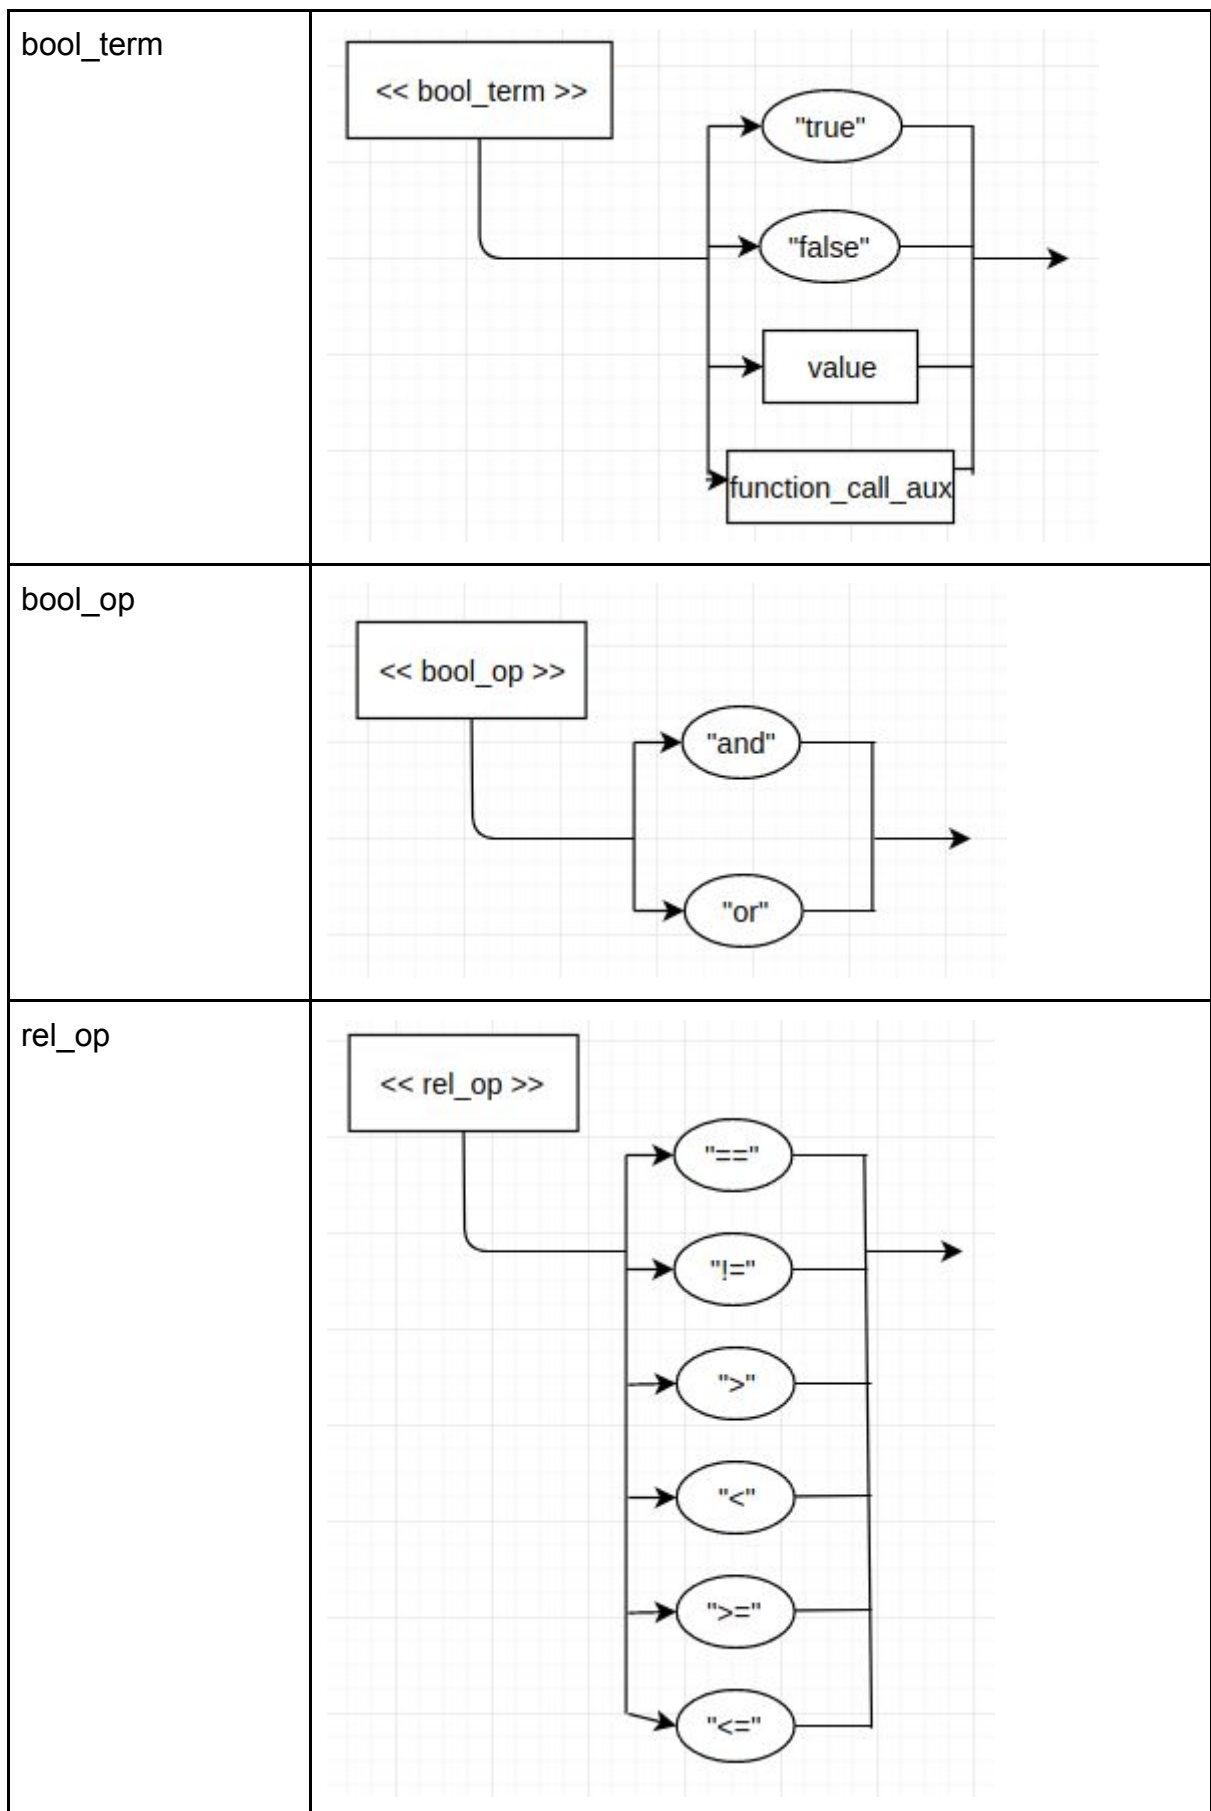 bool_term
<< bool_term >>
"true"
"false"
value
function_call_aux
bool_op
<< bool_op >>
"and"
"or"
rel_op
<< rel_op >>
"=="
"!="
">"
"<"
">="
"<="